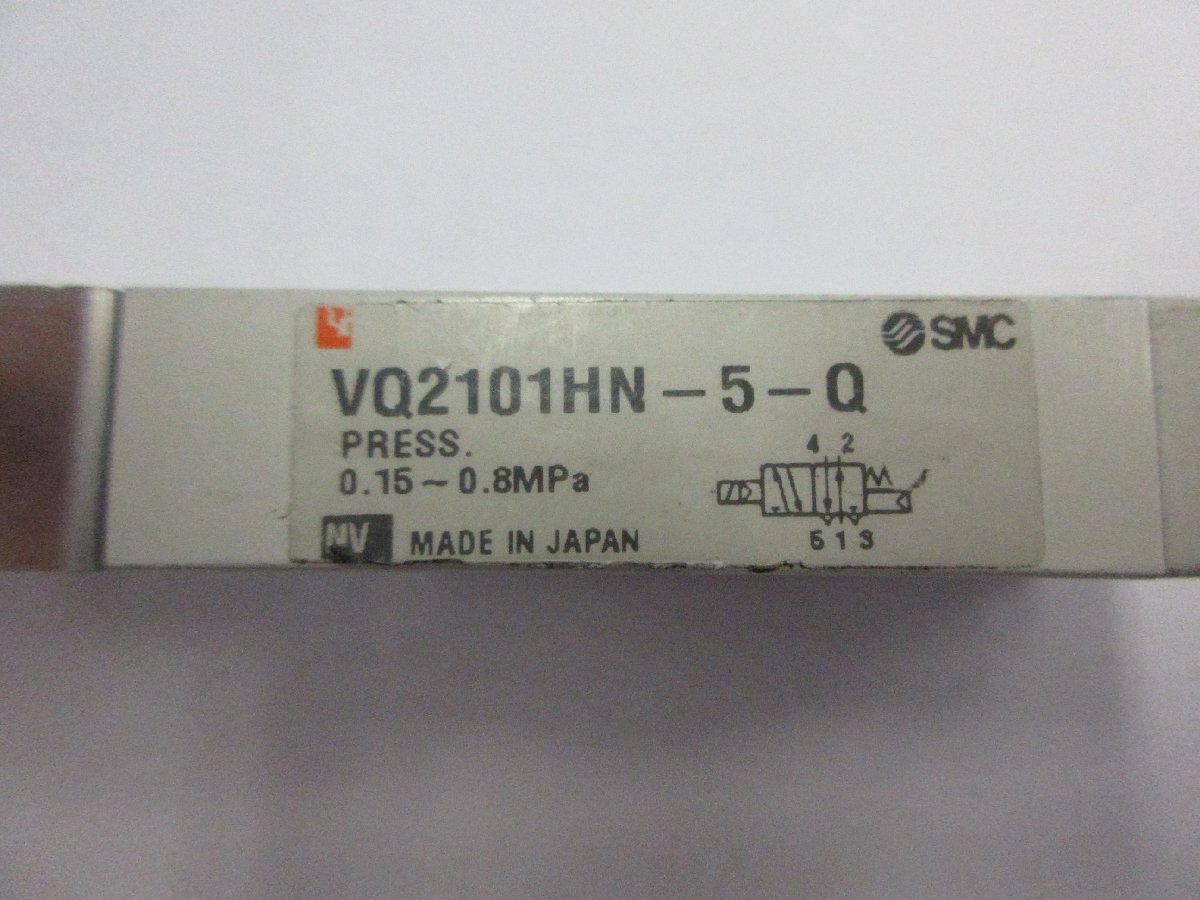 SMC
VQ2101HN-5-Q
PRESS.
0.15~0.8MPa
4 2
5 1 3
NV MADE IN JAPAN